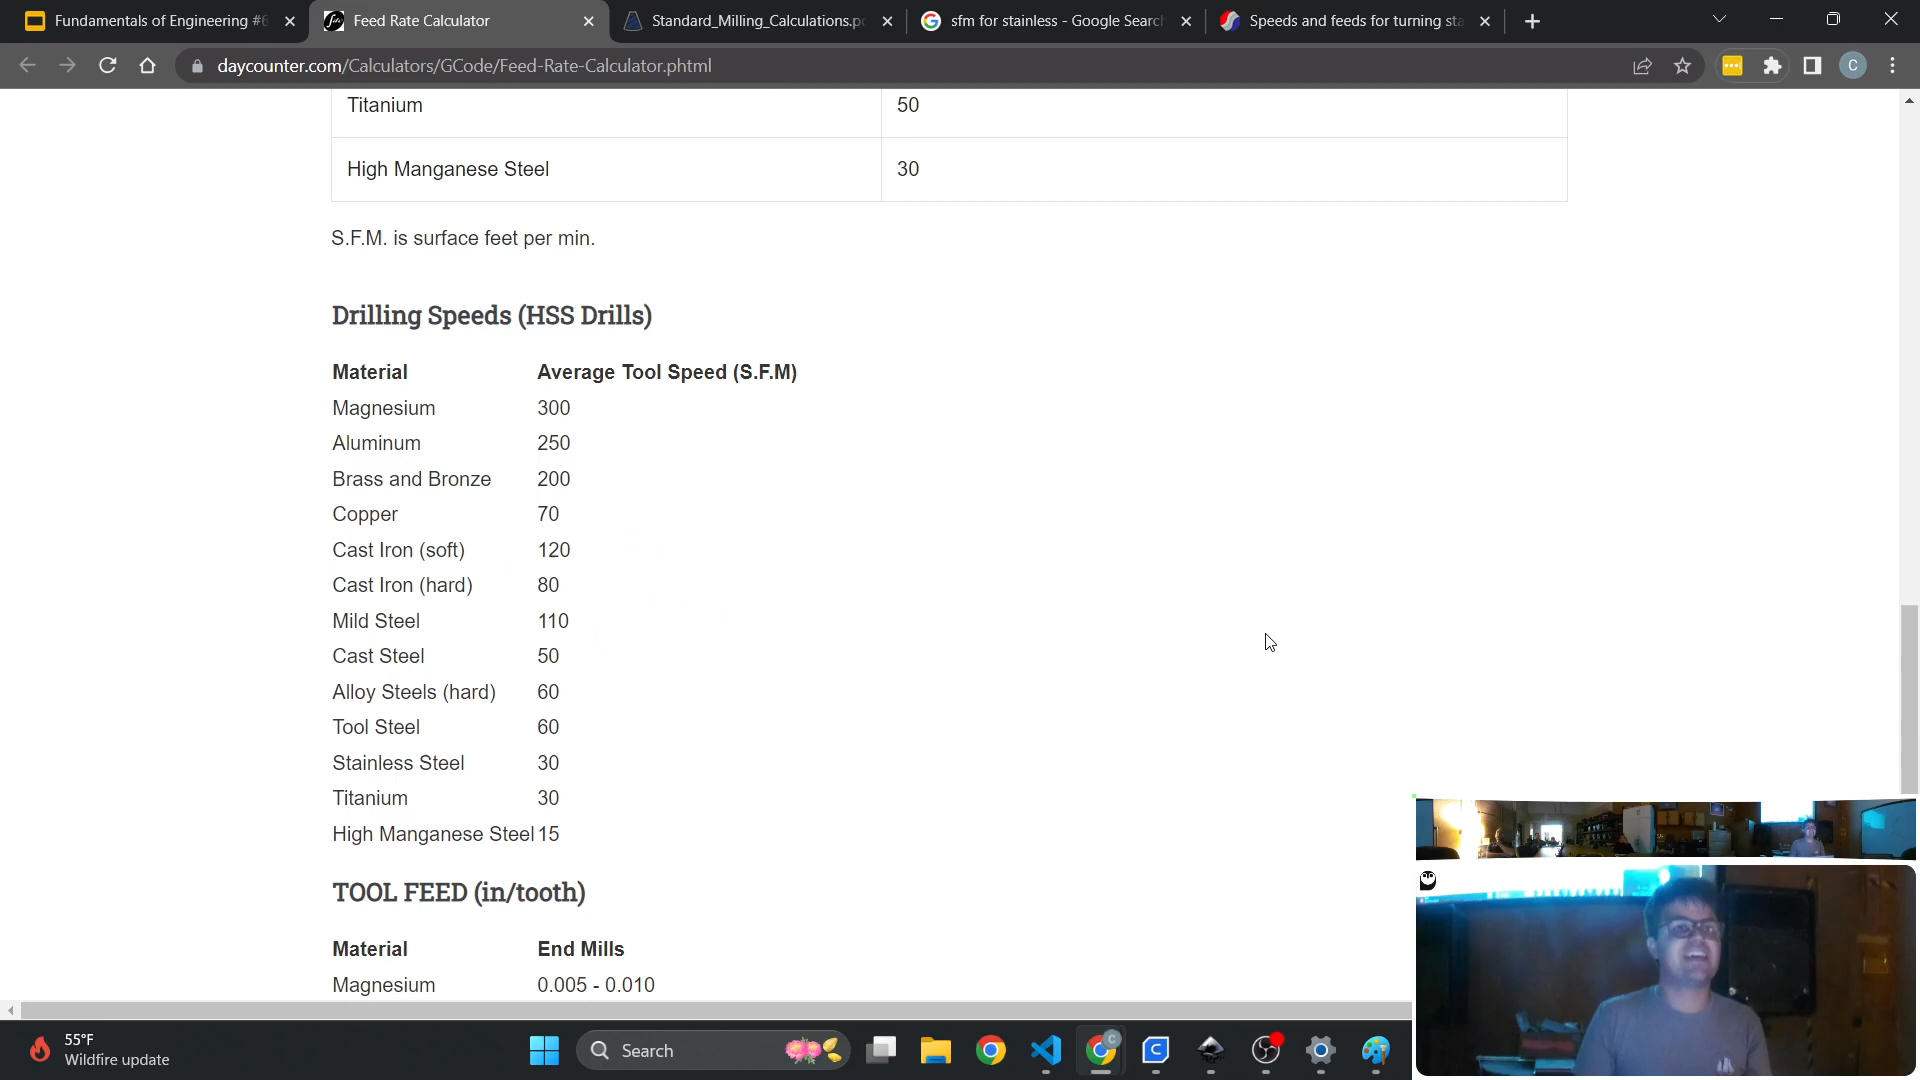 Fundamentals of Engineering #6
Feed Rate Calculator
Standard_Milling_Calculations.pd
sfm for stainless - Google Search
Speeds and feeds for turning sta
daycounter.com/Calculators/GCode/Feed-Rate-Calculator.phtml
C
Titanium 50
High Manganese Steel 30
S.F.M. is surface feet per min.
Drilling Speeds (HSS Drills)
Material Average Tool Speed (S.F.M)
Magnesium 300
Aluminum 250
Brass and Bronze 200
Copper 70
Cast Iron (soft) 120
Cast Iron (hard) 80
Mild Steel 110
Cast Steel 50
Alloy Steels (hard) 60
Tool Steel 60
Stainless Steel 30
Titanium 30
High Manganese Steel 15
TOOL FEED (in/tooth)
Material End Mills
Magnesium 0.005 - 0.010
55°F
Wildfire update
Search